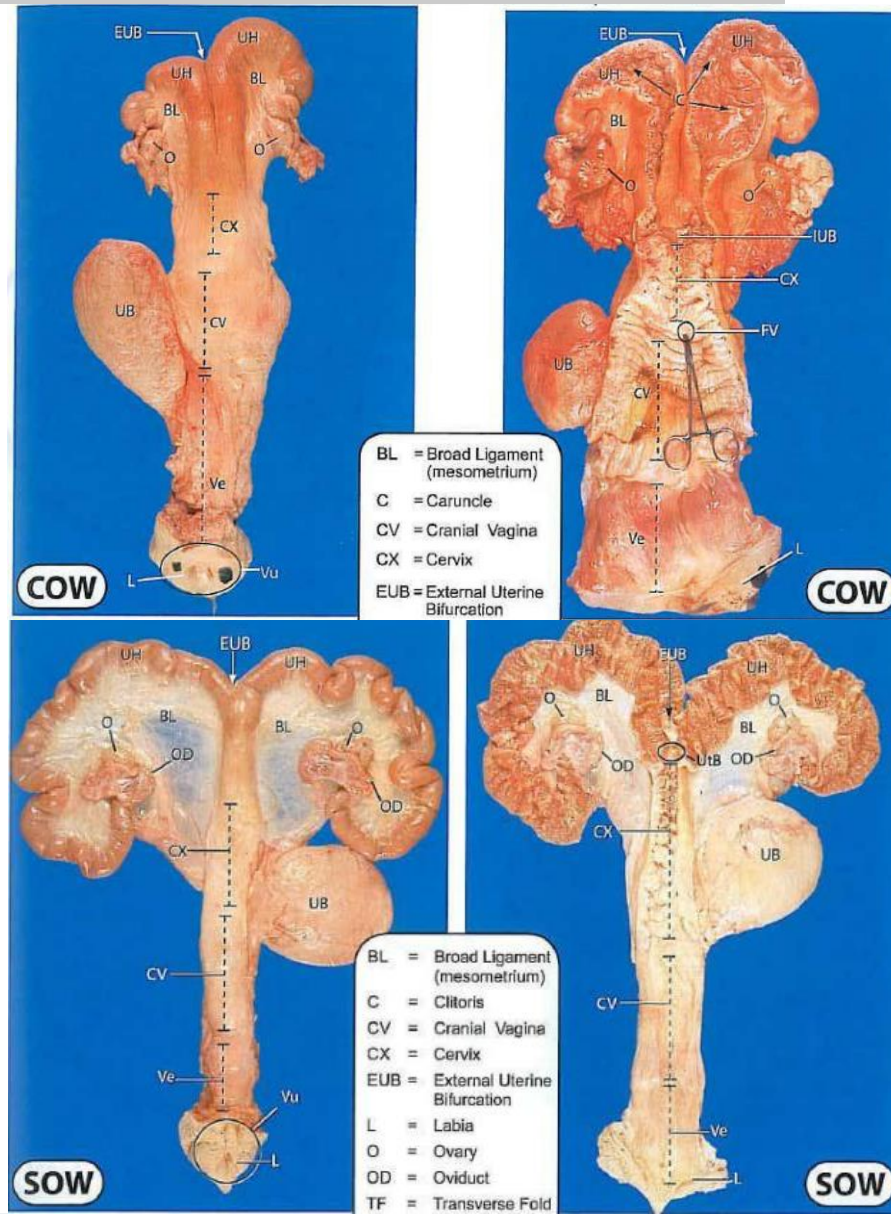 EUB
UH
UH
BL
BL
O
O
CX
UB
CV
Ve
L
Vu
COW
EUB
UH
UH
C
BL
O
O
IUB
CX
FV
UB
CV
Ve
L
COW
BL = Broad Ligament
(mesometrium)
C = Caruncle
CV = Cranial Vagina
CX = Cervix
EUB = External Uterine
Bifurcation
EUB
UH
UH
BL
BL
O
O
OD
OD
CX
UB
CV
Ve
Vu
L
SOW
EUB
UH
UH
O
BL
O
BL
OD
UtB
OD
CX
UB
CV
Ve
L
SOW
BL = Broad Ligament
(mesometrium)
C = Clitoris
CV = Cranial Vagina
CX = Cervix
EUB = External Uterine
Bifurcation
L = Labia
O = Ovary
OD = Oviduct
TF = Transverse Fold